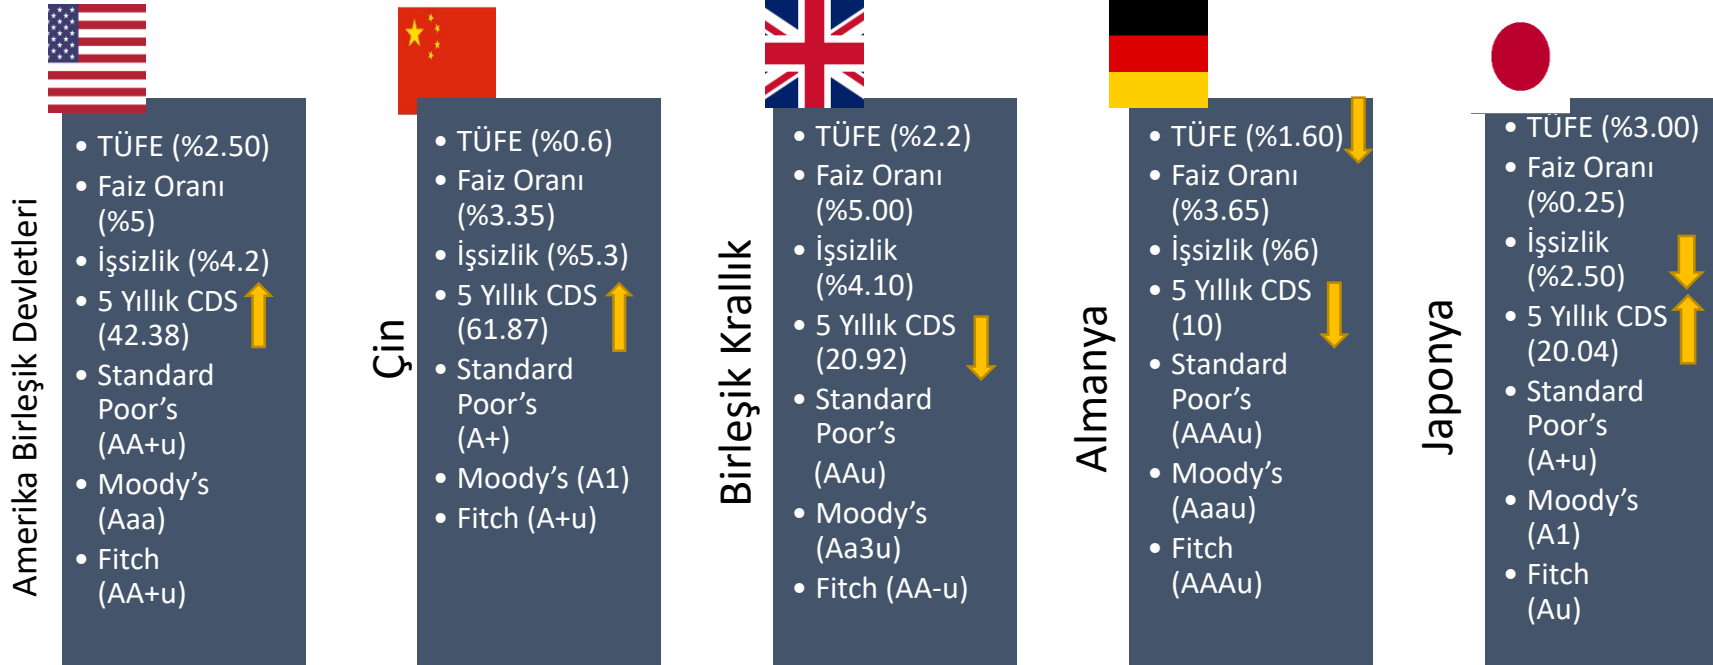 Amerika Birleşik Devletleri
• TÜFE (%2.50)
• Faiz Oranı
(%5)
• İşsizlik (%4.2)
• 5 Yıllık CDS
(42.38)
• Standard
Poor’s
(AA+u)
• Moody’s
(Aaa)
• Fitch
(AA+u)
Çin
• TÜFE (%0.6)
• Faiz Oranı
(%3.35)
• İşsizlik (%5.3)
• 5 Yıllık CDS
(61.87)
• Standard
Poor’s
(A+)
• Moody’s (A1)
• Fitch (A+u)
Birleşik Krallık
• TÜFE (%2.2)
• Faiz Oranı
(%5.00)
• İşsizlik
(%4.10)
• 5 Yıllık CDS
(20.92)
• Standard
Poor’s
(AAu)
• Moody’s
(Aa3u)
• Fitch (AA-u)
Almanya
• TÜFE (%1.60)
• Faiz Oranı
(%3.65)
• İşsizlik (%6)
• 5 Yıllık CDS
(10)
• Standard
Poor’s
(AAAu)
• Moody’s
(Aaau)
• Fitch
(AAAu)
Japonya
• TÜFE (%3.00)
• Faiz Oranı
(%0.25)
• İşsizlik
(%2.50)
• 5 Yıllık CDS
(20.04)
• Standard
Poor’s
(A+u)
• Moody’s
(A1)
• Fitch
(Au)